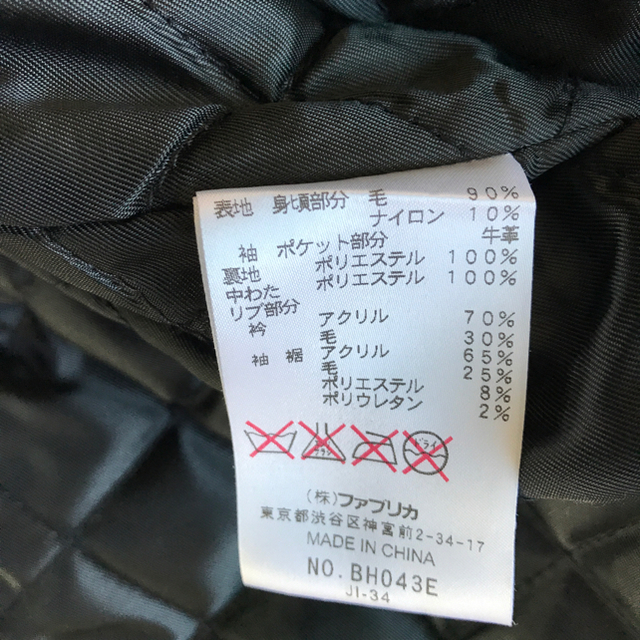 表地 身頃部分 毛 90%
ナイロン 10%
袖 ポケット部分 牛革
裏地 ポリエステル 100%
中わた ポリエステル 100%
リブ部分
衿 アクリル 70%
毛 30%
袖 裾 アクリル 65%
毛 25%
ポリエステル 8%
ポリウレタン 2%
(株)ファブリカ
東京都渋谷区神宮前2-34-17
MADE IN CHINA
NO. BH043E
J1-34